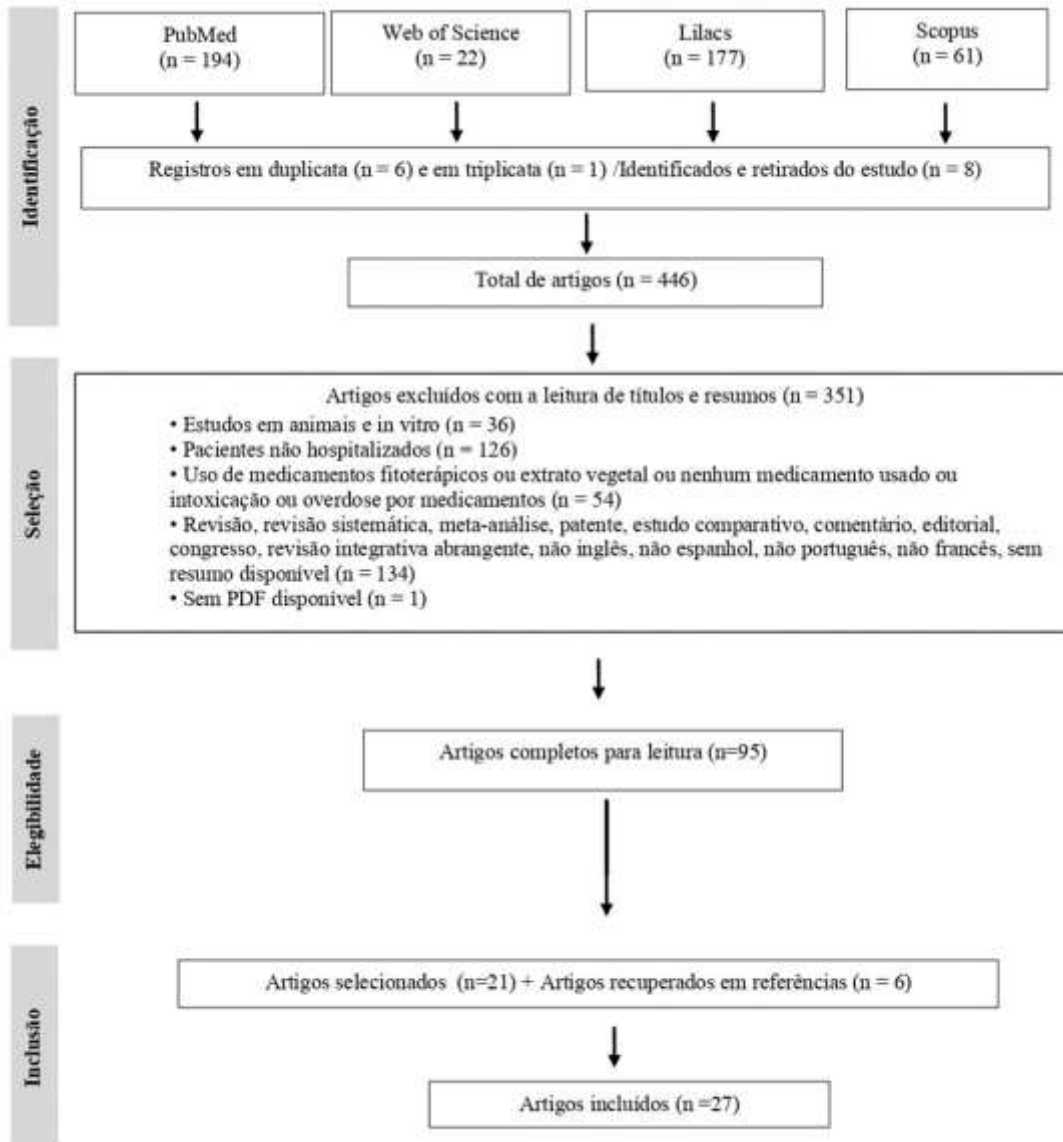 Identificação
PubMed
(n = 194)
Web of Science
(n = 22)
Lilacs
(n = 177)
Scopus
(n = 61)
Registros em duplicata (n = 6) e em triplicata (n = 1) /Identificados e retirados do estudo (n = 8)
Total de artigos (n = 446)
Seleção
Artigos excluídos com a leitura de títulos e resumos (n = 351)
• Estudos em animais e in vitro (n = 36)
• Pacientes não hospitalizados (n = 126)
• Uso de medicamentos fitoterápicos ou extrato vegetal ou nenhum medicamento usado ou
intoxicação ou overdose por medicamentos (n = 54)
• Revisão, revisão sistemática, meta-análise, patente, estudo comparativo, comentário, editorial,
congresso, revisão integrativa abrangente, não inglês, não espanhol, não português, não francês, sem
resumo disponível (n = 134)
• Sem PDF disponível (n = 1)
Elegibilidade
Artigos completos para leitura (n=95)
Inclusão
Artigos selecionados (n=21) + Artigos recuperados em referências (n = 6)
Artigos incluídos (n =27)